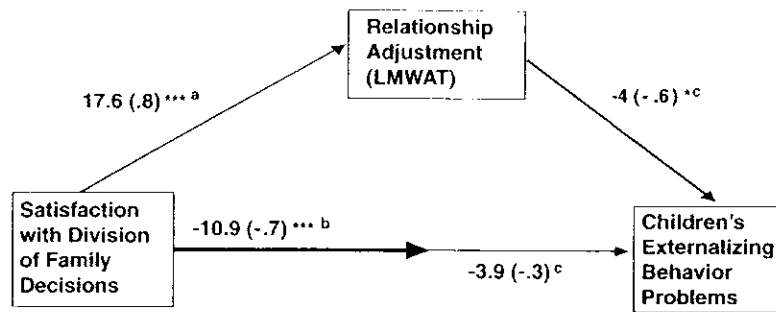 Relationship
Adjustment
(LMWAT)
17.6 (.8) *** a
-4 (- .6) *c
Satisfaction
with Division
of Family
Decisions
-10.9 (-.7) *** b
-3.9 (-.3) c
Children's
Externalizing
Behavior
Problems